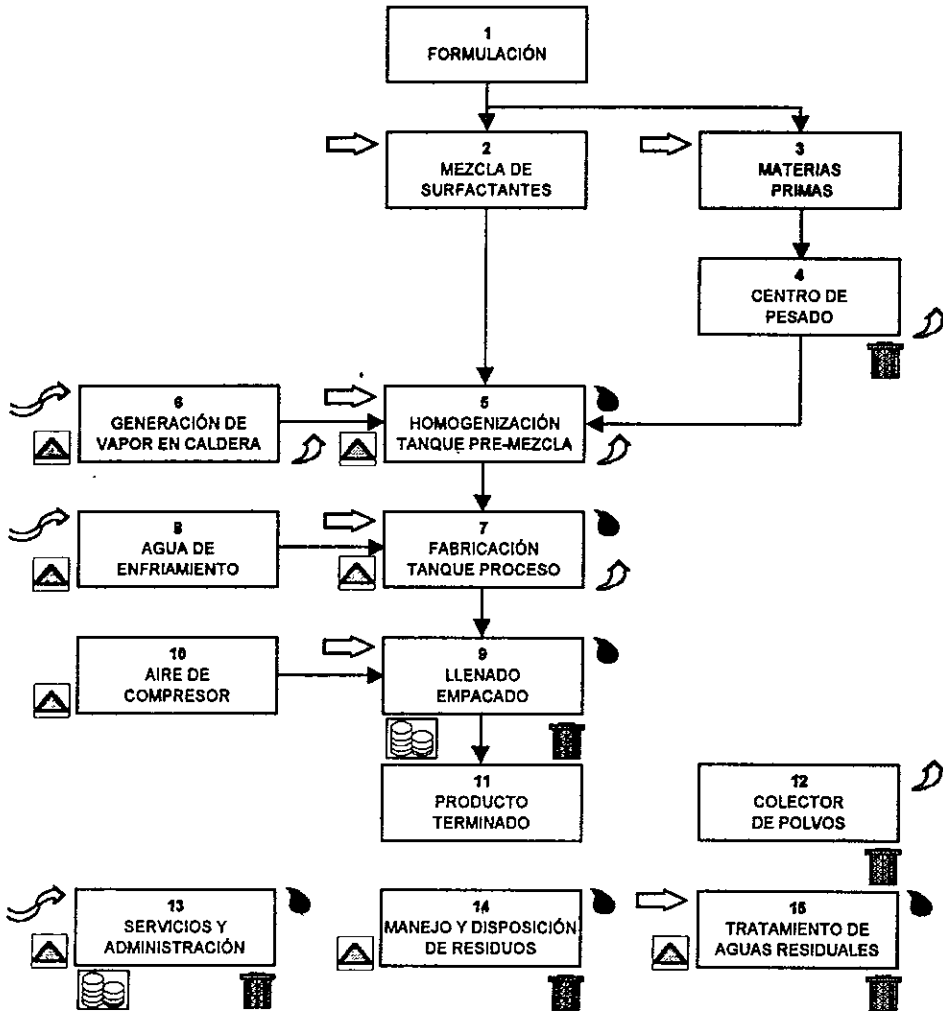 1
FORMULACIÓN
2
MEZCLA DE
SURFACTANTES
3
MATERIAS
PRIMAS
4
CENTRO DE
PESADO
6
GENERACIÓN DE
VAPOR EN CALDERA
5
HOMOGENIZACIÓN
TANQUE PRE-MEZCLA
8
AGUA DE
ENFRIAMIENTO
7
FABRICACIÓN
TANQUE PROCESO
10
AIRE DE
COMPRESOR
9
LLENADO
EMPACADO
11
PRODUCTO
TERMINADO
12
COLECTOR
DE POLVOS
13
SERVICIOS Y
ADMINISTRACIÓN
14
MANEJO Y DISPOSICIÓN
DE RESIDUOS
15
TRATAMIENTO DE
AGUAS RESIDUALES